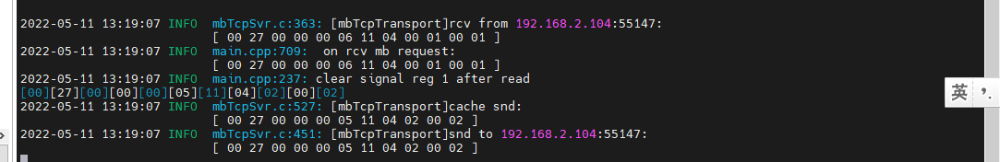 2022-05-11 13:19:07 INFO  mbTcpSvr.c:363: [mbTcpTransport]rcv from 192.168.2.104:55147:
[ 00 27 00 00 00 06 11 04 00 01 00 01 ]
2022-05-11 13:19:07 INFO  main.cpp:709:  on rcv mb request:
[ 00 27 00 00 00 06 11 04 00 01 00 01 ]
2022-05-11 13:19:07 INFO  main.cpp:237: clear signal reg 1 after read
[00][27][00][00][00][05][11][04][02][00][02]
2022-05-11 13:19:07 INFO  mbTcpSvr.c:527: [mbTcpTransport]cache snd:
[ 00 27 00 00 00 05 11 04 02 00 02 ]
2022-05-11 13:19:07 INFO  mbTcpSvr.c:451: [mbTcpTransport]snd to 192.168.2.104:55147:
[ 00 27 00 00 00 05 11 04 02 00 02 ]
英